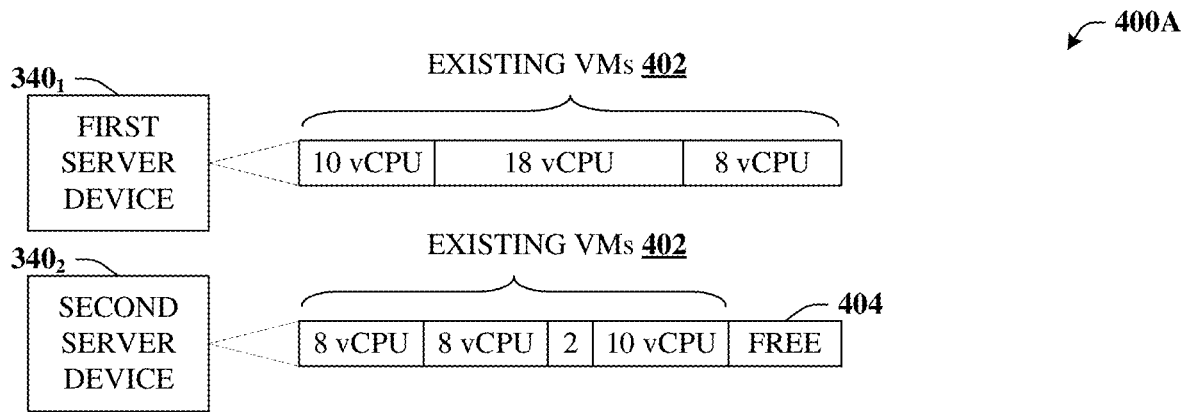 400A
EXISTING VMs 402
340₁
FIRST
SERVER
DEVICE
10 vCPU 18 vCPU 8 vCPU
EXISTING VMs 402
340₂
SECOND
SERVER
DEVICE
404
8 vCPU 8 vCPU 2 10 vCPU FREE